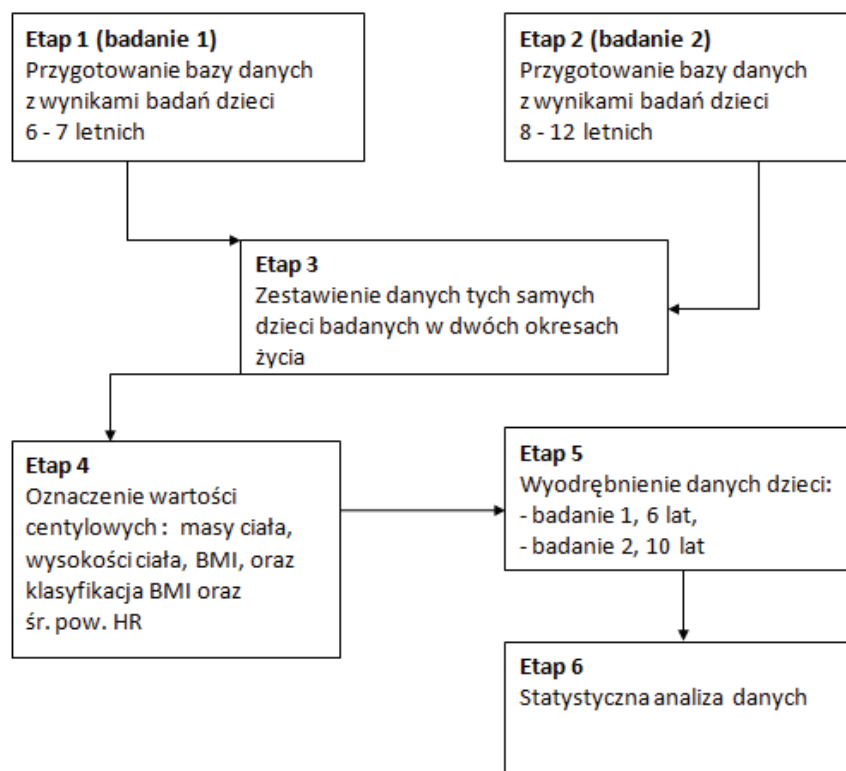 Etap 1 (badanie 1)
Przygotowanie bazy danych
z wynikami badań dzieci
6 - 7 letnich
Etap 2 (badanie 2)
Przygotowanie bazy danych
z wynikami badań dzieci
8 - 12 letnich
Etap 3
Zestawienie danych tych samych
dzieci badanych w dwóch okresach
życia
Etap 4
Oznaczenie wartości
centylowych : masy ciała,
wysokości ciała, BMI, oraz
klasyfikacja BMI oraz
śr. pow. HR
Etap 5
Wyodrębnienie danych dzieci:
- badanie 1, 6 lat,
- badanie 2, 10 lat
Etap 6
Statystyczna analiza danych